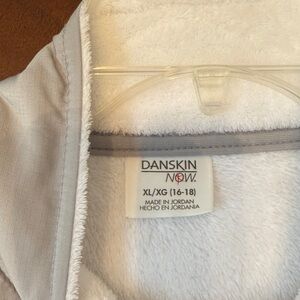 DANSKIN
NOW.
XL/XG (16-18)
MADE IN JORDAN
HECHO EN JORDANIA